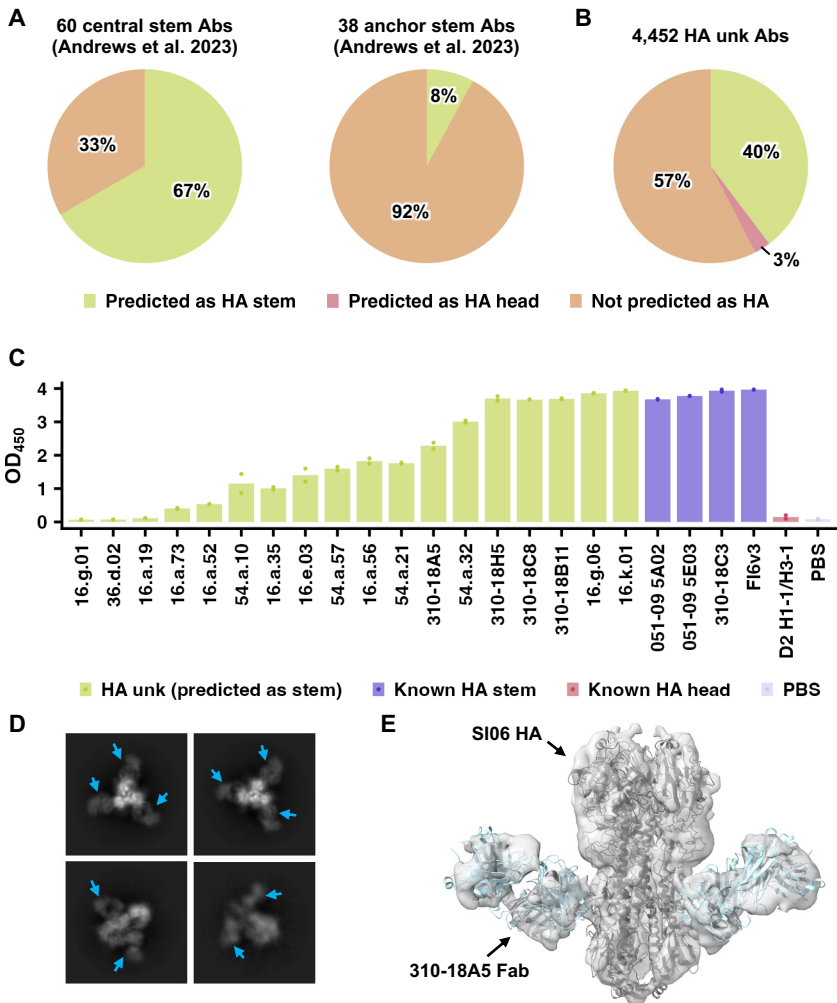 A
60 central stem Abs
(Andrews et al. 2023)
33%
67%
38 anchor stem Abs
(Andrews et al. 2023)
8%
92%
B
4,452 HA unk Abs
40%
57%
3%
Predicted as HA stem
Predicted as HA head
Not predicted as HA
C
OD450
4
3
2
1
0
16.g.01
36.d.02
16.a.19
16.a.73
16.a.52
54.a.10
16.a.35
16.e.03
54.a.57
16.a.56
54.a.21
310-18A5
54.a.32
310-18H5
310-18C8
310-18B11
16.g.06
16.k.01
051-09 5A02
051-09 5E03
310-18C3
FI6v3
D2 H1-1/H3-1
PBS
HA unk (predicted as stem)
Known HA stem
Known HA head
PBS
D
E
SI06 HA
310-18A5 Fab